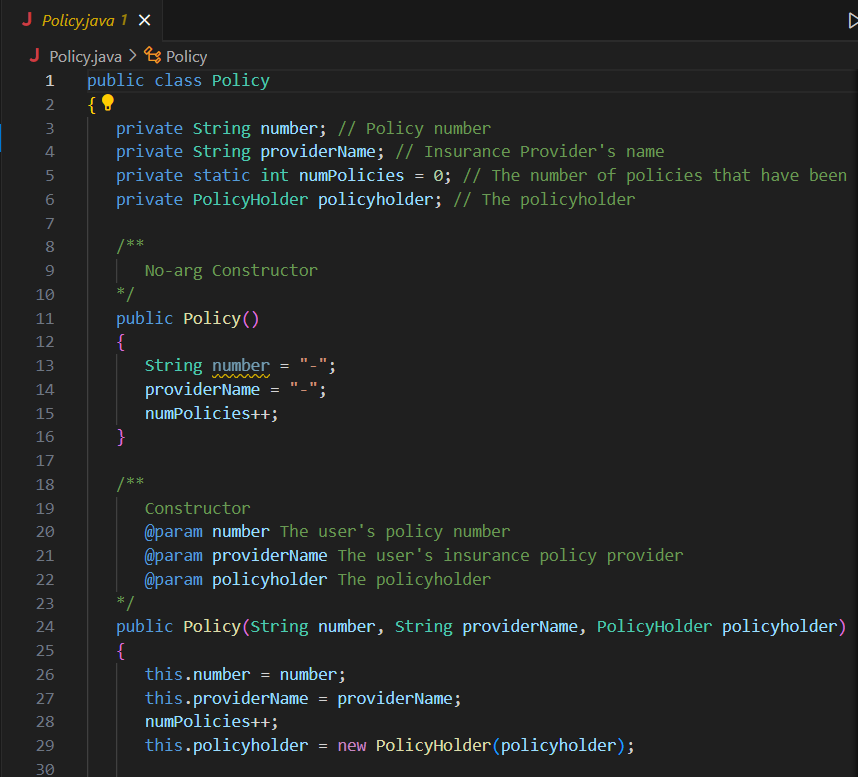 Policy.java 1
Policy.java > Policy
1 public class Policy
2 {
3 private String number; // Policy number
4 private String providerName; // Insurance Provider's name
5 private static int numPolicies = 0; // The number of policies that have been
6 private PolicyHolder policyholder; // The policyholder
7
8 /**
9 No-arg Constructor
10 */
11 public Policy()
12 {
13 String number = "-";
14 providerName = "-";
15 numPolicies++;
16 }
17
18 /**
19 Constructor
20 @param number The user's policy number
21 @param providerName The user's insurance policy provider
22 @param policyholder The policyholder
23 */
24 public Policy(String number, String providerName, PolicyHolder policyholder)
25 {
26 this.number = number;
27 this.providerName = providerName;
28 numPolicies++;
29 this.policyholder = new PolicyHolder(policyholder);
30